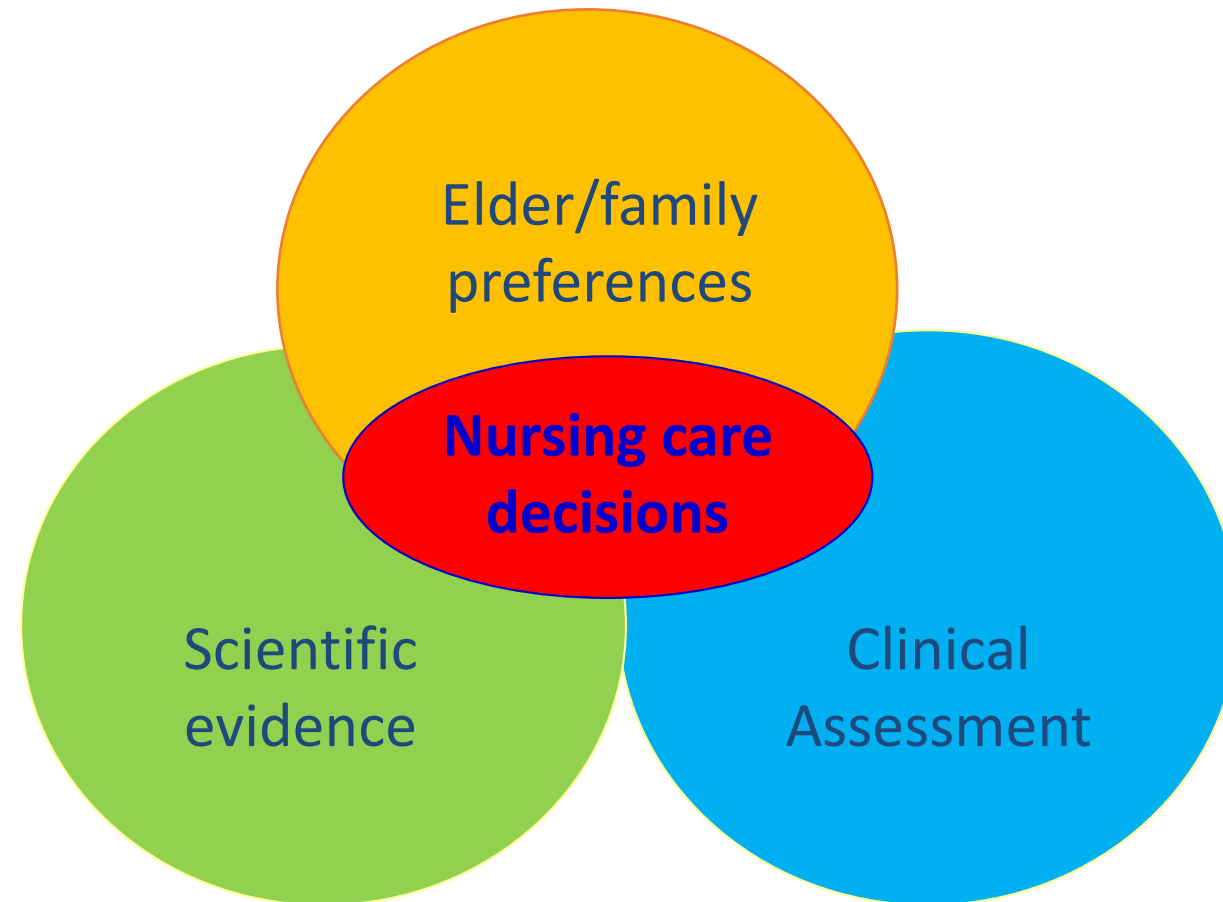 Elder/family
preferences
Nursing care
decisions
Scientific
evidence
Clinical
Assessment